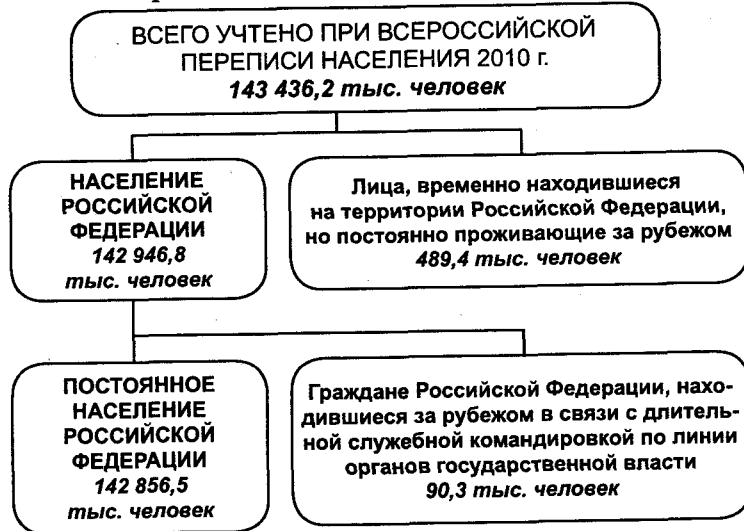 ВСЕГО УЧТЕНО ПРИ ВСЕРОССИЙСКОЙ
ПЕРЕПИСИ НАСЕЛЕНИЯ 2010 г.
143 436,2 тыс. человек
НАСЕЛЕНИЕ
РОССИЙСКОЙ
ФЕДЕРАЦИИ
142 946,8
тыс. человек
Лица, временно находившиеся
на территории Российской Федерации,
но постоянно проживающие за рубежом
489,4 тыс. человек
ПОСТОЯННОЕ
НАСЕЛЕНИЕ
РОССИЙСКОЙ
ФЕДЕРАЦИИ
142 856,5
тыс. человек
Граждане Российской Федерации, нахо-
дившиеся за рубежом в связи с длитель-
ной служебной командировкой по линии
органов государственной власти
90,3 тыс. человек